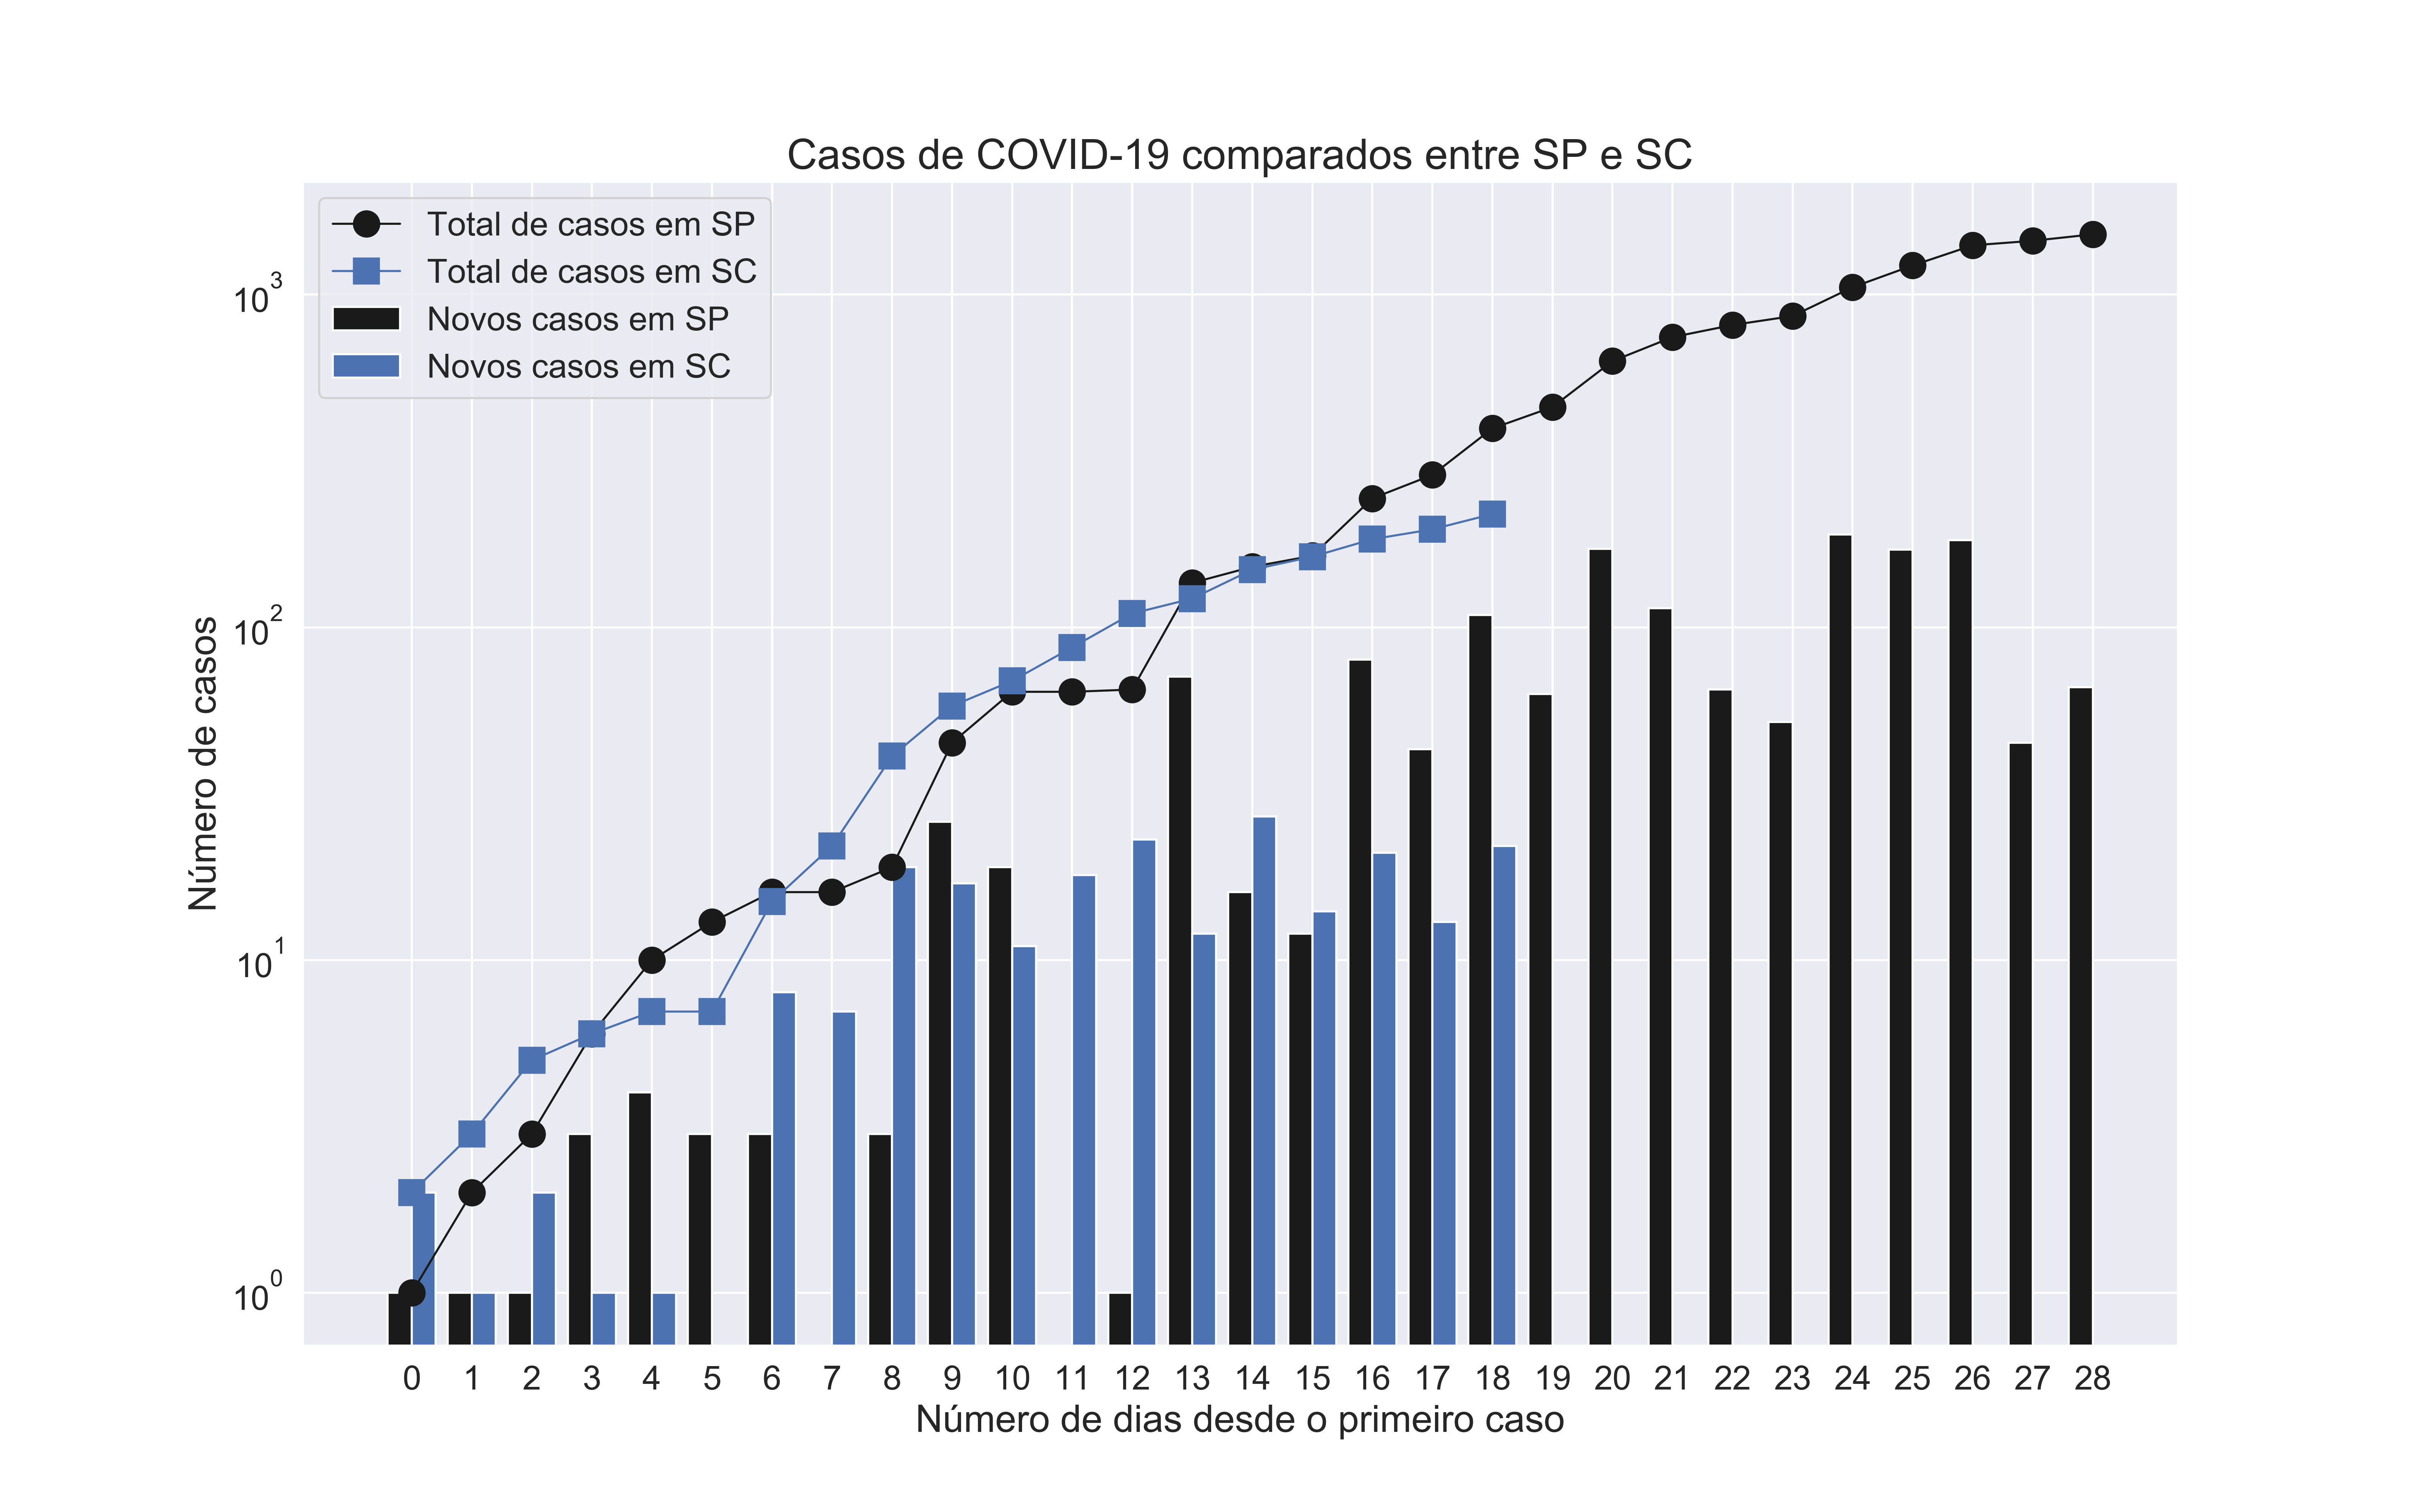 Casos de COVID-19 comparados entre SP e SC
Total de casos em SP
Total de casos em SC
Novos casos em SP
Novos casos em SC
10³
10²
10¹
10⁰
Número de casos
0 1 2 3 4 5 6 7 8 9 10 11 12 13 14 15 16 17 18 19 20 21 22 23 24 25 26 27 28
Número de dias desde o primeiro caso